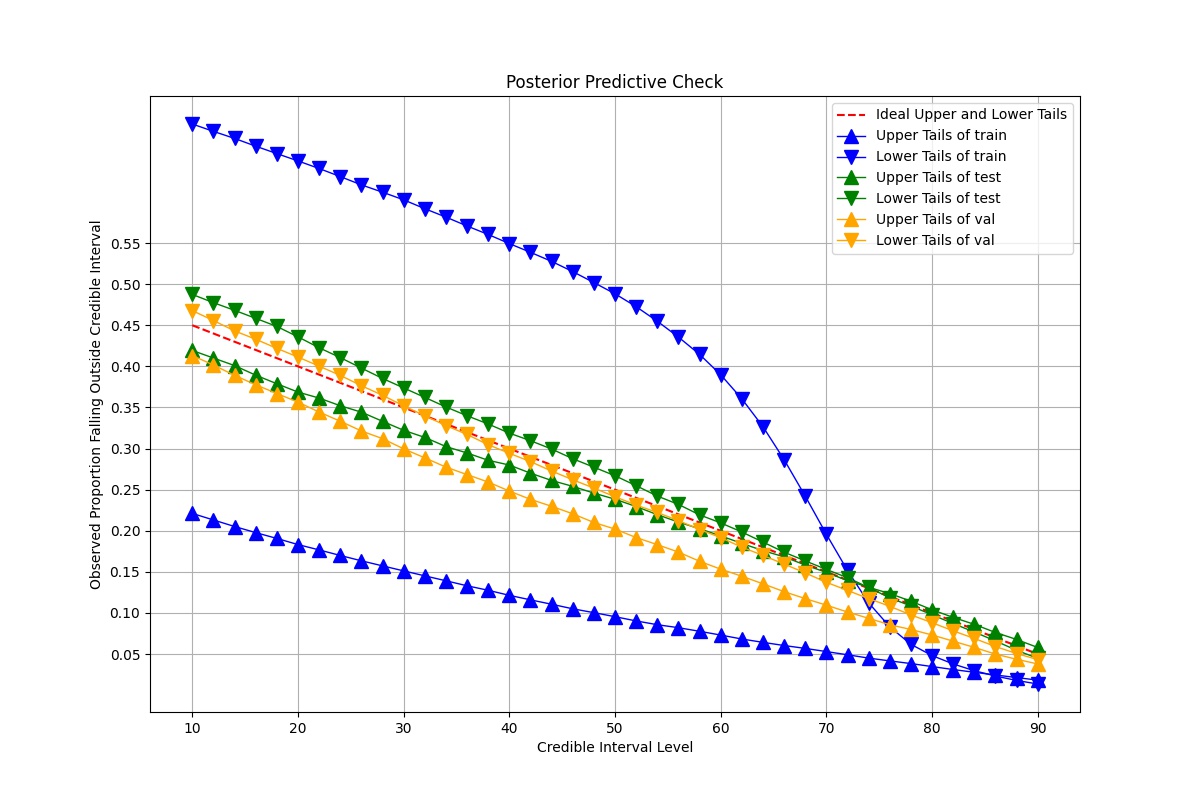 Posterior Predictive Check
Ideal Upper and Lower Tails
Upper Tails of train
Lower Tails of train
Upper Tails of test
Lower Tails of test
Upper Tails of val
Lower Tails of val
Observed Proportion Falling Outside Credible Interval
0.55
0.50
0.45
0.40
0.35
0.30
0.25
0.20
0.15
0.10
0.05
10 20 30 40 50 60 70 80 90
Credible Interval Level